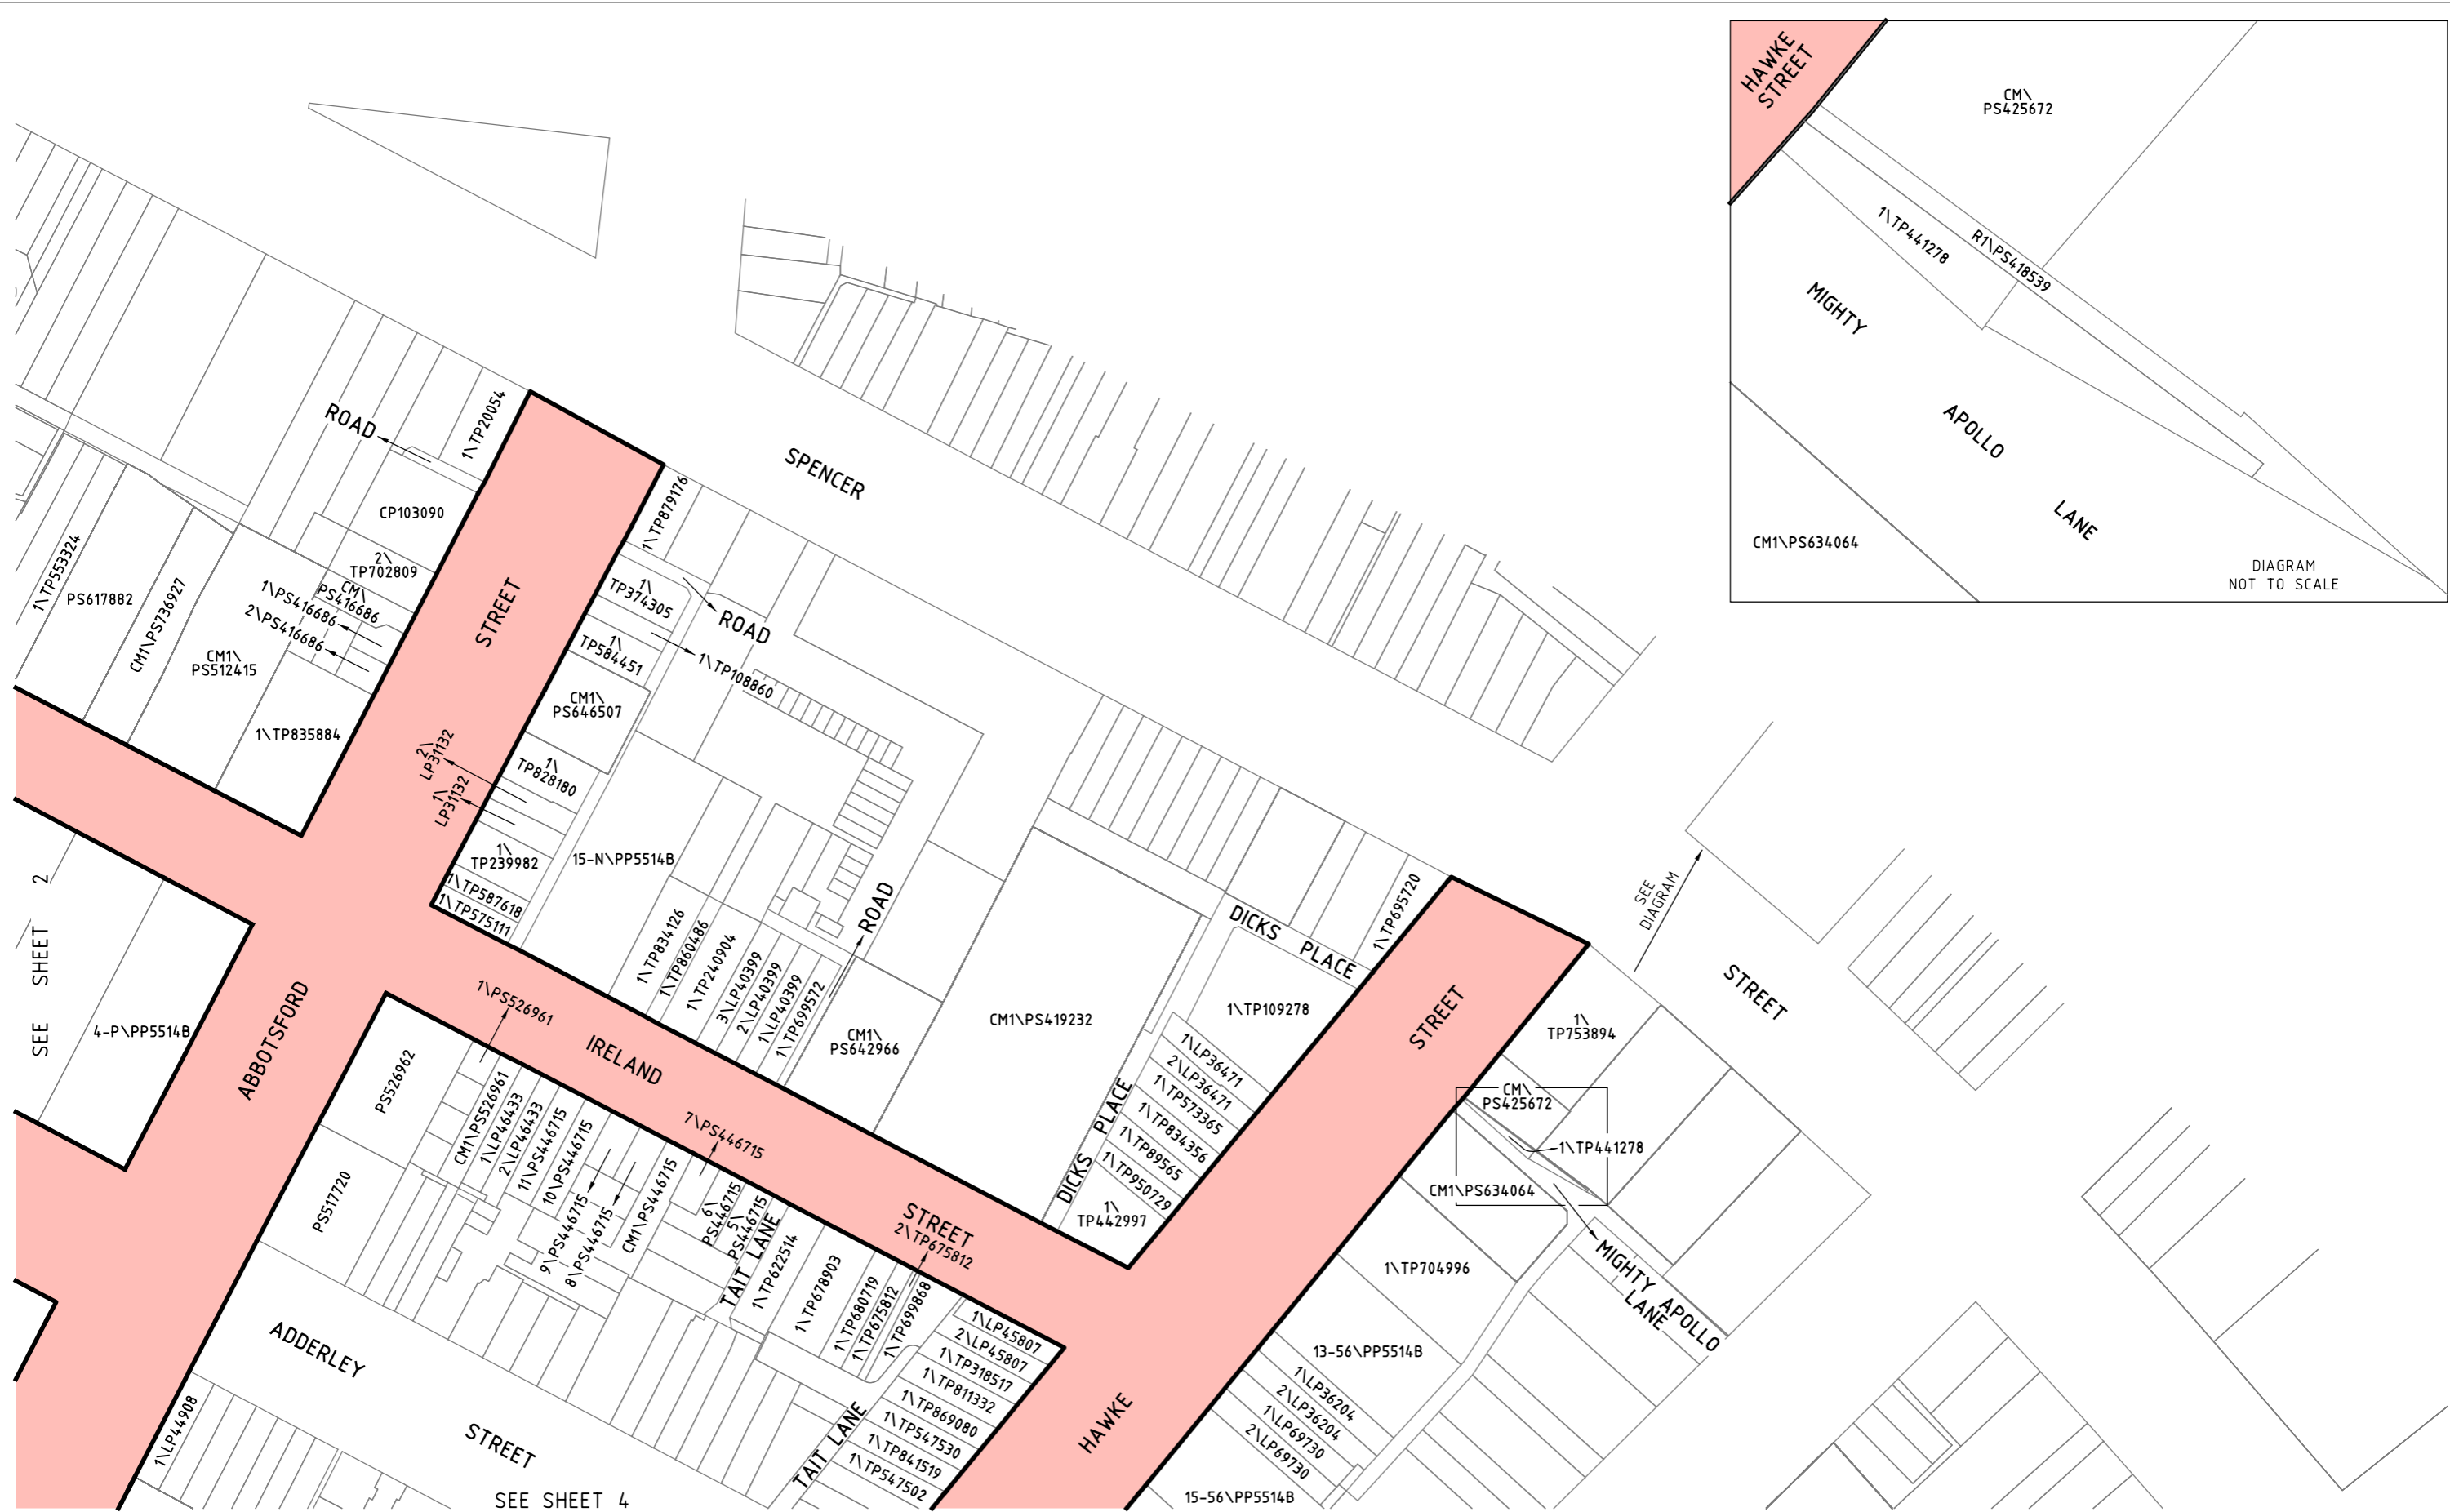 HAWKE
STREET
CM\
PS425672
1\TP441278
R1\PS418539
MIGHTY
APOLLO
LANE
CM1\PS634064
DIAGRAM
NOT TO SCALE
ROAD
1\TP20054
SPENCER
CP103090
1\TP879176
2\
TP702809
1\TP553324
PS617882
CM1\PS736927
CM\
PS416686
1\PS416686
2\PS416686
CM1\
PS512415
1\TP835884
STREET
1\
TP374305
ROAD
1\
TP584451
1\TP108860
CM1\
PS646507
2\
LP31132
1\
LP31132
1\
TP828180
1\
TP239982
1\TP587618
1\TP575111
15-N\PP5514B
1\TP834126
1\TP860486
1\TP240904
3\LP40399
2\LP40399
1\LP40399
1\TP699572
ROAD
CM1\
PS642966
CM1\PS419232
DICKS PLACE
1\TP695720
1\TP109278
1\LP36471
2\LP36471
1\TP57365
1\TP834356
1\TP89565
1\TP950729
1\
TP442997
DICKS PLACE
STREET
SEE
DIAGRAM
STREET
1\
TP753894
CM\
PS425672
1\TP441278
CM1\PS634064
MIGHTY APOLLO
LANE
1\TP704996
13-56\PP5514B
1\LP36204
2\LP36204
1\LP69730
2\LP69730
15-56\PP5514B
SEE SHEET 2
4-P\PP5514B
ABBOTSFORD
1\PS526961
IRELAND
PS526962
PS517720
CM1\PS526961
1\LP46433
2\LP46433
11\PS446715
10\PS446715
9\PS446715
8\PS446715
CM1\PS446715
7\PS446715
6\
PS446715
5\
PS446715
TAIT LANE
1\TP622514
1\TP678903
1\TP680719
1\TP675812
STREET
2\TP675812
1\TP699868
1\LP45807
2\LP45807
1\TP318517
1\TP811332
1\TP869080
1\TP547530
1\TP841519
1\TP547502
TAIT LANE
HAWKE
ADDERLEY
STREET
1\LP44908
SEE SHEET 4